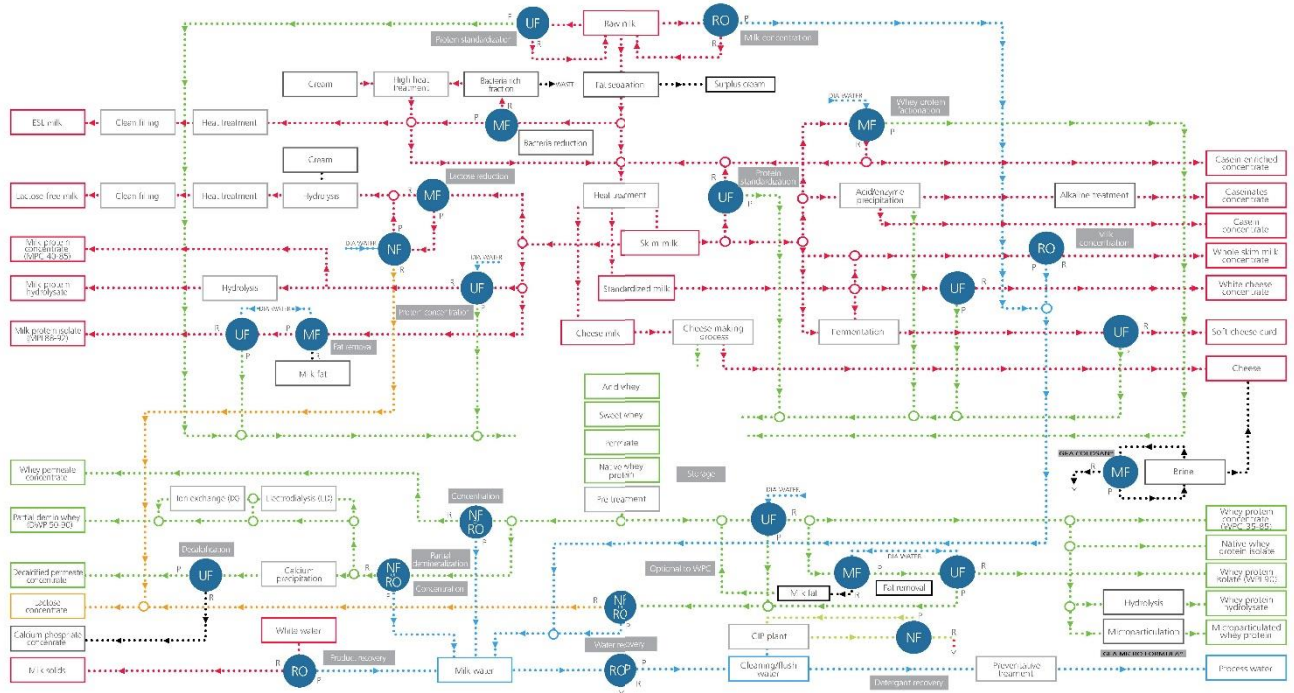 P
UF
R
Protein standardization
Raw milk
RO
P
R
Milk concentration
Cream
High heat
treatment
Bacteria rich
fraction
WASTE
Fat separation
Surplus cream
ESL milk
Clean filling
Heat treatment
P
MF
R
Bacteria reduction
DIA WATER
MF
R
P
Whey protein
fractionation
Cream
Lactose-free milk
Clean filling
Heat treatment
Hydrolysis
MF
R
P
Lactose reduction
Heat treatment
UF
R
P
Protein
standardization
Acid/enzyme
precipitation
Alkaline treatment
Casein enriched
concentrate
Caseinates
concentrate
Casein
concentrate
Milk protein
concentrate
(MPC 40-85)
DIA WATER
NF
P
R
Skim milk
Milk
concentration
RO
R
P
Whole skim milk
concentrate
Milk protein
hydrolysate
Hydrolysis
R
UF
P
DIA WATER
Protein concentration
Standardized milk
UF
R
P
White cheese
concentrate
Milk protein isolate
(MPI 86-92)
R
UF
P
DIA WATER
P
MF
R
Fat removal
Milk fat
Cheese milk
Cheese making
process
Fermentation
UF
R
P
Soft cheese curd
Cheese
Acid whey
Sweet whey
Permeate
Native whey
protein
Storage
Pre treatment
R
MF
P
Brine
Whey permeate
concentrate
Ion exchange (IX)
Electrodialysis (ED)
Concentration
R
NF
RO
P
DIA WATER
UF
R
P
Partial demin whey
(DWP 50-90)
Whey protein
concentrate
(WPC 35-85)
Native whey
protein isolate
Decalcification
P
UF
R
Calcium
precipitation
R
NF
RO
P
Partial
demineralization
Concentration
Optional to WPC
DIA WATER
MF
P
R
UF
R
P
Milk fat
Fat removal
Decalcified permeate
concentrate
Whey protein
isolate (WPI 90)
Lactose
concentrate
R
NF
RO
P
Hydrolysis
Whey protein
hydrolysate
Calcium phosphate
concentrate
White water
Water recovery
CIP plant
P
NF
R
Microparticulation
Microparticulated
whey protein
Milk solids
R
RO
P
Product recovery
Milk water
ROP
P
R
Cleaning/flush
water
Detergent recovery
Preventative
treatment
Process water